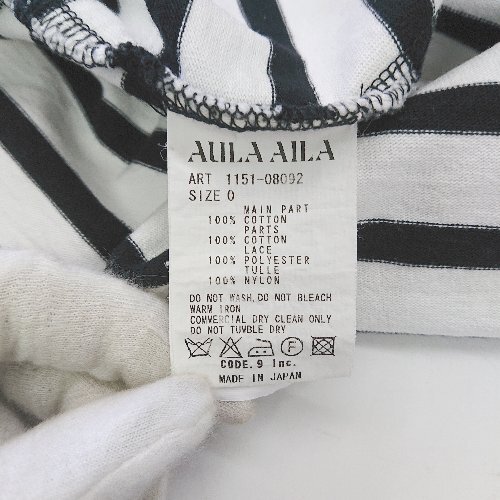 AULA AILA
ART 1151-08092
SIZE 0
MAIN PART
100% COTTON
PARTS
100% COTTON
LACE
100% POLYESTER
TULLE
100% NYLON
DO NOT WASH, DO NOT BLEACH
WARM IRON
COMMERCIAL DRY CLEAN ONLY
DO NOT TUMBLE DRY
F
CODE. 9 Inc.
MADE IN JAPAN